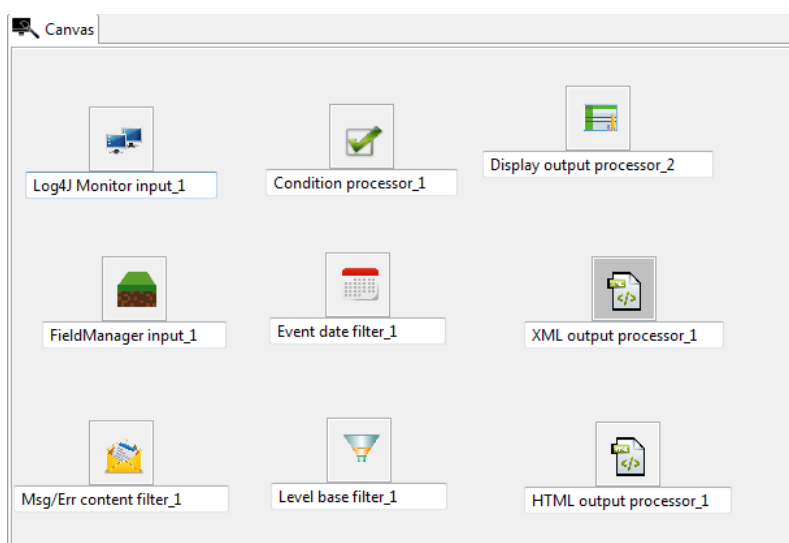 Canvas
Log4J Monitor input_1
Condition processor_1
Display output processor_2
FieldManager input_1
Event date filter_1
XML output processor_1
Msg/Err content filter_1
Level base filter_1
HTML output processor_1